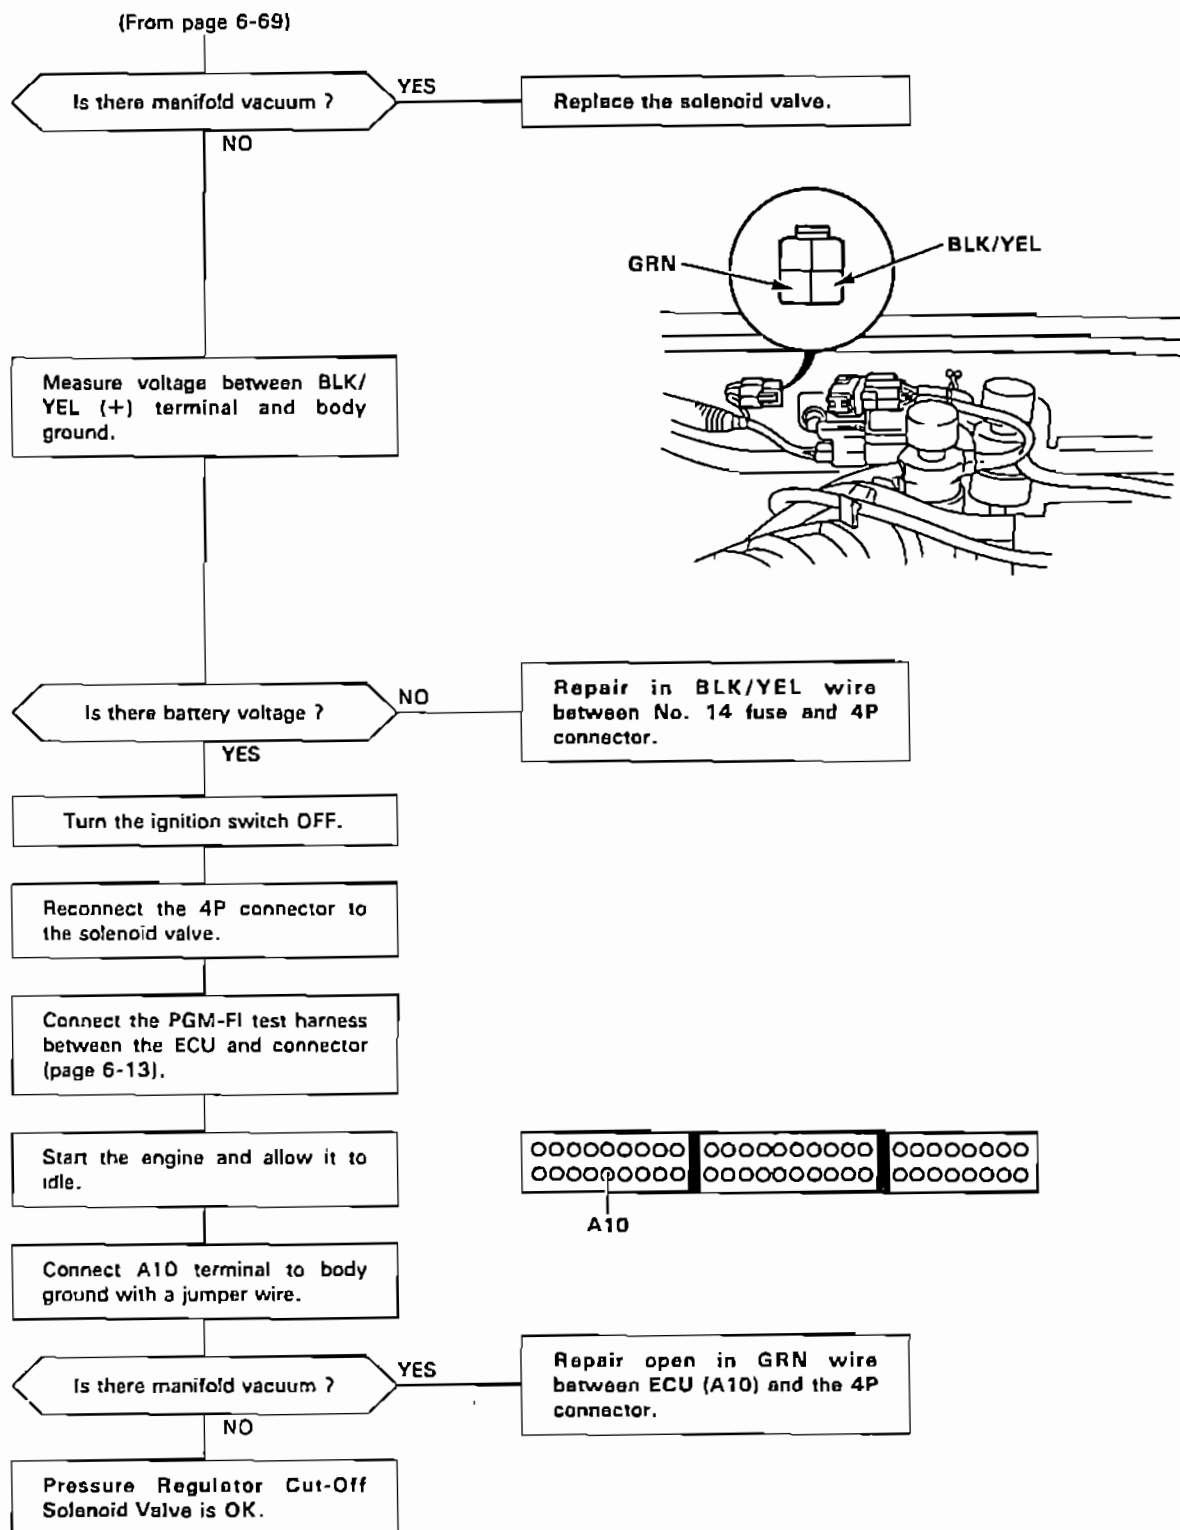 (From page 6-69)
Is there manifold vacuum ?
YES
Replace the solenoid valve.
NO
GRN
BLK/YEL
Measure voltage between BLK/
YEL (+) terminal and body
ground.
Is there battery voltage ?
NO
Repair in BLK/YEL wire
between No. 14 fuse and 4P
connector.
YES
Turn the ignition switch OFF.
Reconnect the 4P connector to
the solenoid valve.
Connect the PGM-FI test harness
between the ECU and connector
(page 6-13).
Start the engine and allow it to
idle.
A10
Connect A10 terminal to body
ground with a jumper wire.
Is there manifold vacuum ?
YES
Repair open in GRN wire
between ECU (A10) and the 4P
connector.
NO
Pressure Regulator Cut-Off
Solenoid Valve is OK.